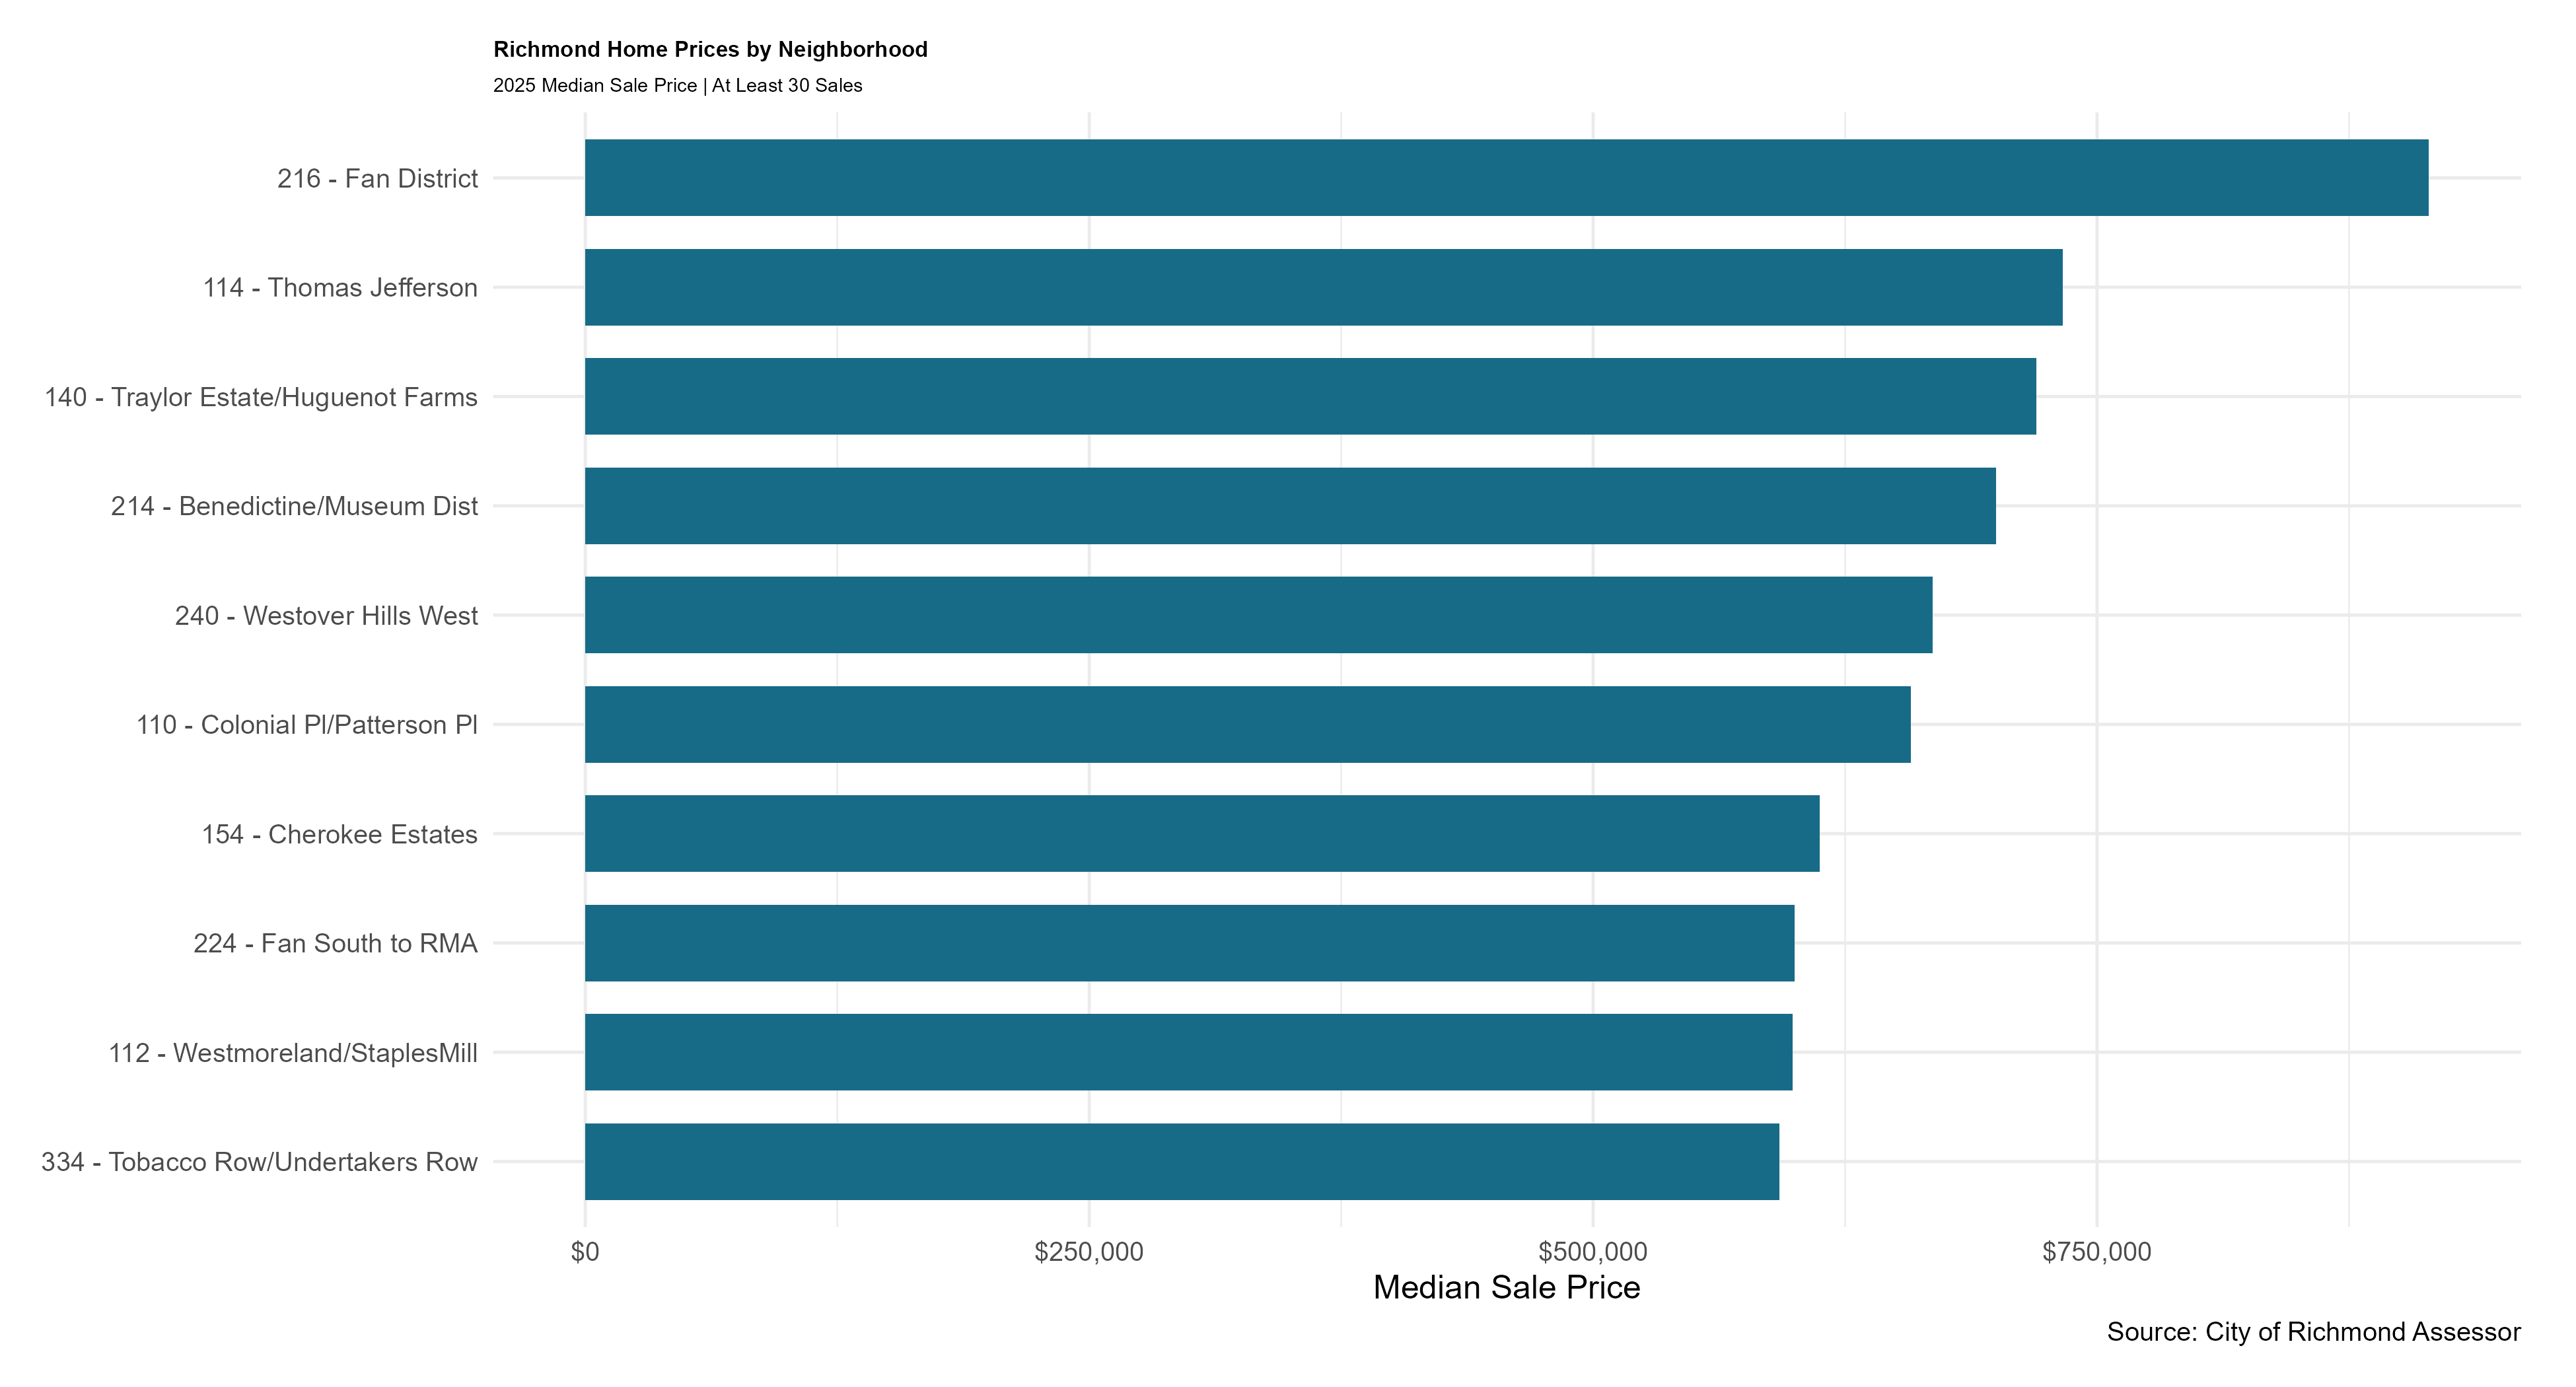 Richmond Home Prices by Neighborhood
2025 Median Sale Price | At Least 30 Sales
216 - Fan District
114 - Thomas Jefferson
140 - Traylor Estate/Huguenot Farms
214 - Benedictine/Museum Dist
240 - Westover Hills West
110 - Colonial Pl/Patterson Pl
154 - Cherokee Estates
224 - Fan South to RMA
112 - Westmoreland/StaplesMill
334 - Tobacco Row/Undertakers Row
$0 $250,000 $500,000 $750,000
Median Sale Price
Source: City of Richmond Assessor